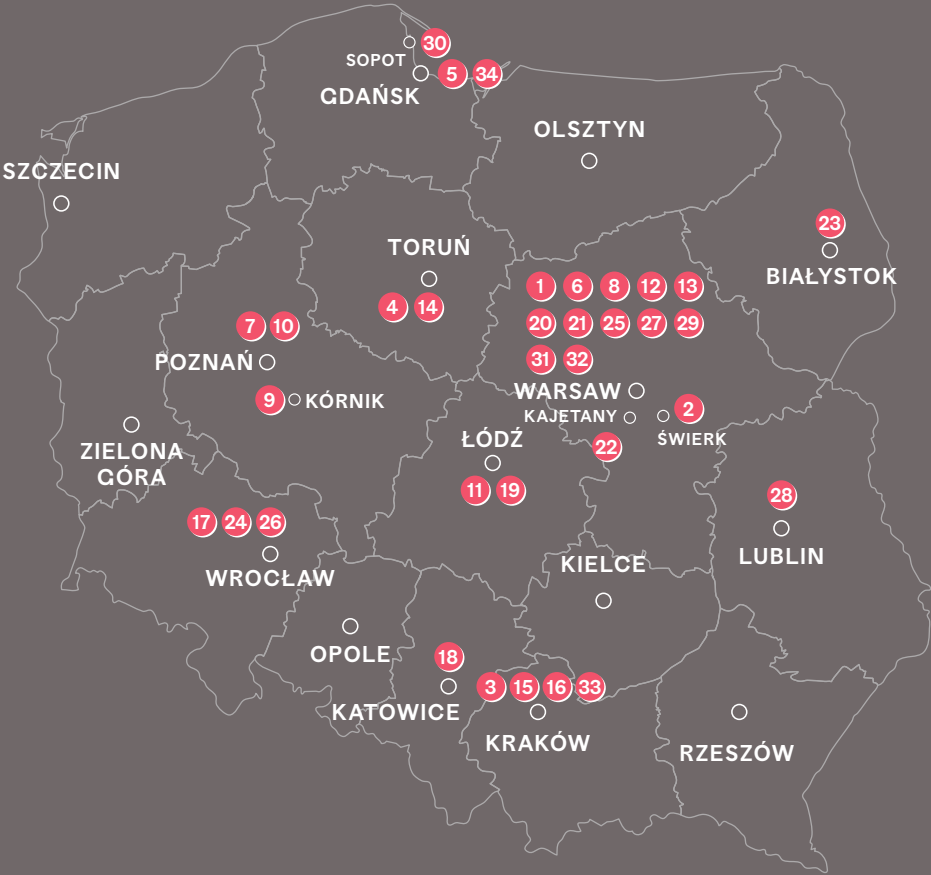 30
SOPOT
5 34
GDAŃSK
OLSZTYN
SZCZECIN
23
TORUŃ
BIAŁYSTOK
1 6 8 12 13
4 14
7 10
20 21 25 27 29
POZNAŃ
31 32
WARSAW
9 KÓRNIK
KAJETANY
2
ŚWIERK
ŁÓDŹ
22
ZIELONA
GÓRA
11 19
28
17 24 26
LUBLIN
KIELCE
WROCŁAW
OPOLE
18
3 15 16 33
KATOWICE
KRAKÓW
RZESZÓW